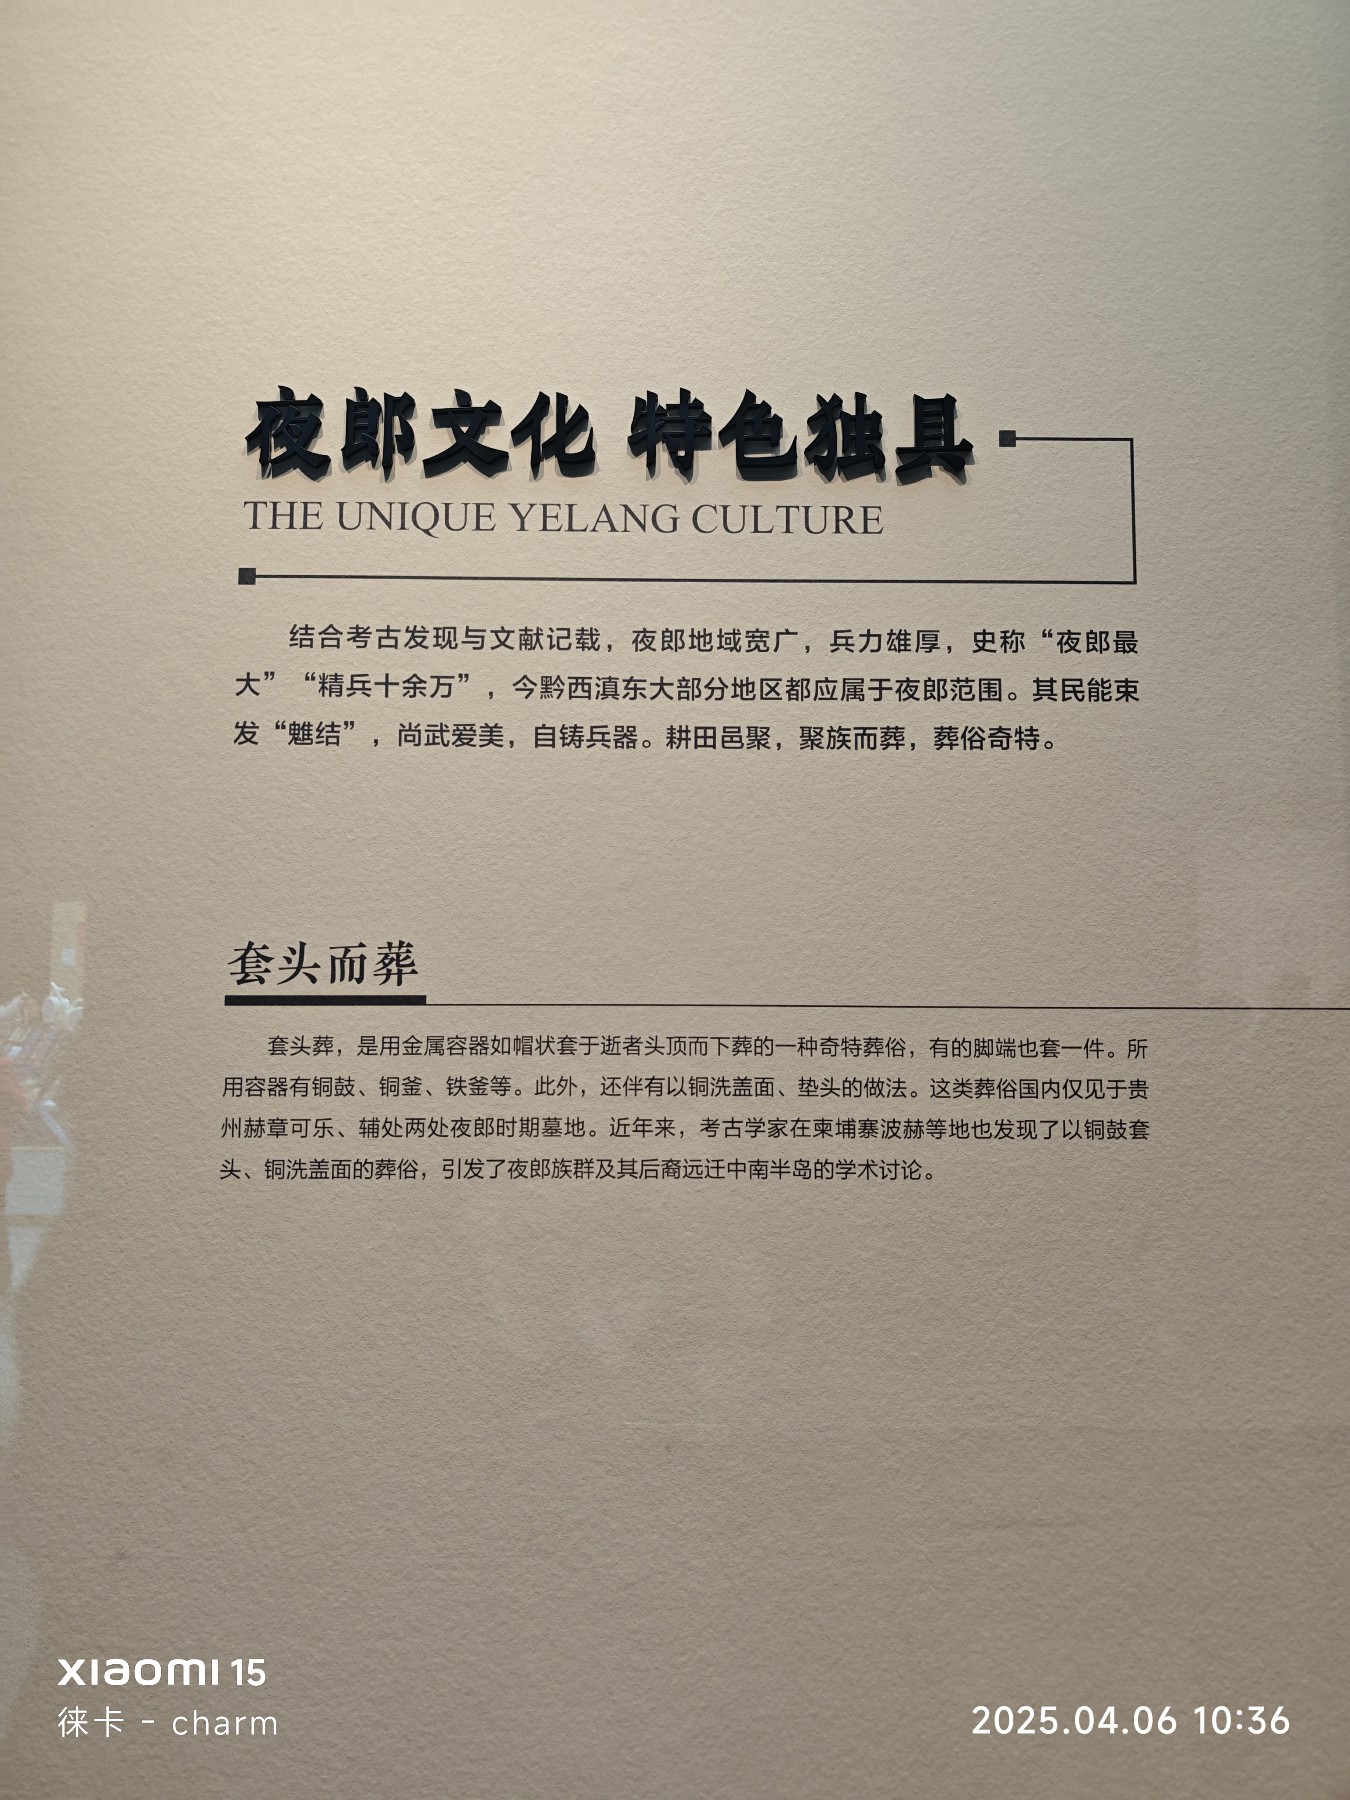 夜郎文化 特色独具
THE UNIQUE YELANG CULTURE
结合考古发现与文献记载，夜郎地域宽广，兵力雄厚，史称“夜郎最
大”“精兵十余万”，今黔西滇东大部分地区都应属于夜郎范围。其民能束
发“魋结”，尚武爱美，自铸兵器。耕田邑聚，聚族而葬，葬俗奇特。
套头而葬
套头葬，是用金属容器如帽状套于逝者头顶而下葬的一种奇特葬俗，有的脚端也套一件。所
用容器有铜鼓、铜釜、铁釜等。此外，还伴有以铜洗盖面、垫头的做法。这类葬俗国内仅见于贵
州赫章可乐、辅处两处夜郎时期墓地。近年来，考古学家在柬埔寨波赫等地也发现了以铜鼓套
头、铜洗盖面的葬俗，引发了夜郎族群及其后裔远迁中南半岛的学术讨论。
xiaomi 15
徕卡 - charm
2025.04.06 10:36